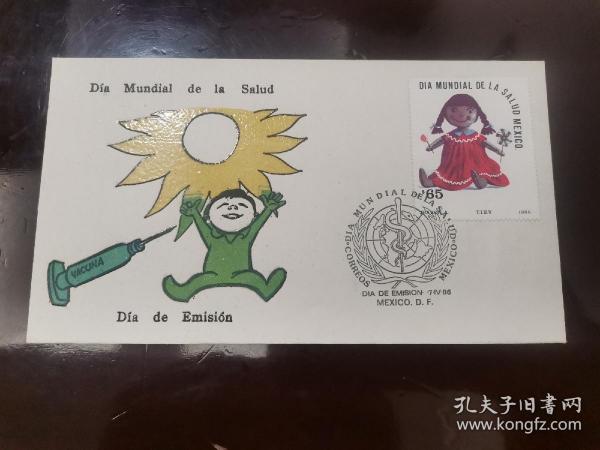 Día Mundial de la Salud
VACCINA
Día de Emisión
DIA MUNDIAL DE LA SALUD MEXICO
$65
T.I.E.V. 1986
DIA MUNDIAL DE LA SALUD
CORREOS MEXICO
DIA DE EMISION 7-IV-86
MEXICO, D. F.
孔夫子旧书网
www.kongfz.com